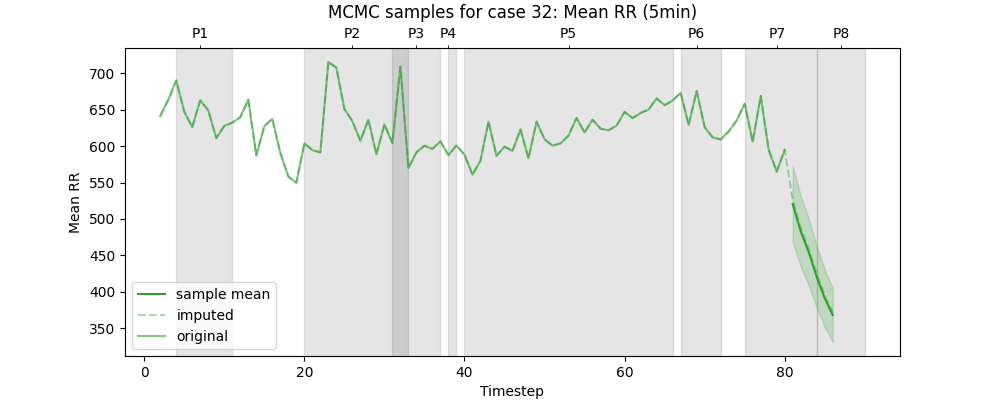 MCMC samples for case 32: Mean RR (5min)
P1 P2 P3 P4 P5 P6 P7 P8
700
650
600
550
500
450
400
350
Mean RR
sample mean
imputed
original
0 20 40 60 80
Timestep